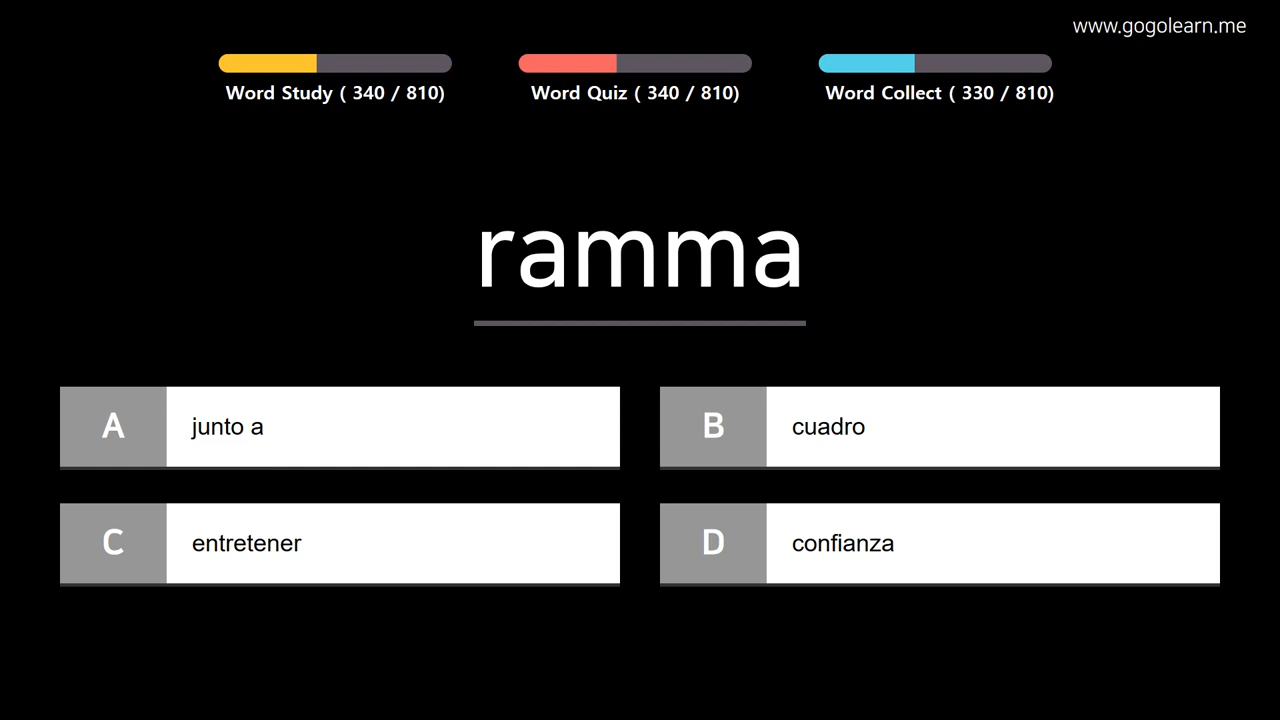 www.gogolearn.me
Word Study ( 340 / 810)
Word Quiz ( 340 / 810)
Word Collect ( 330 / 810)
ramma
A junto a
B cuadro
C entretener
D confianza